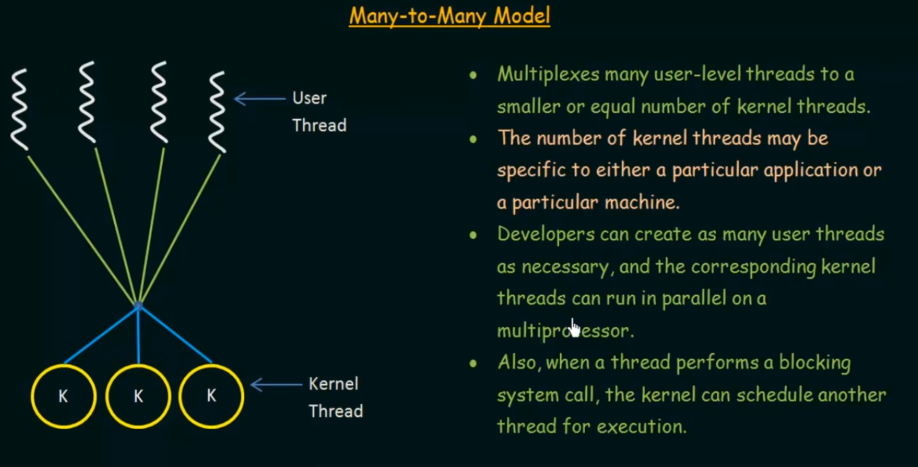 Many-to-Many Model
User
Thread
K
K
K
Kernel
Thread
• Multiplexes many user-level threads to a
smaller or equal number of kernel threads.
• The number of kernel threads may be
specific to either a particular application or
a particular machine.
• Developers can create as many user threads
as necessary, and the corresponding kernel
threads can run in parallel on a
multiprocessor.
• Also, when a thread performs a blocking
system call, the kernel can schedule another
thread for execution.